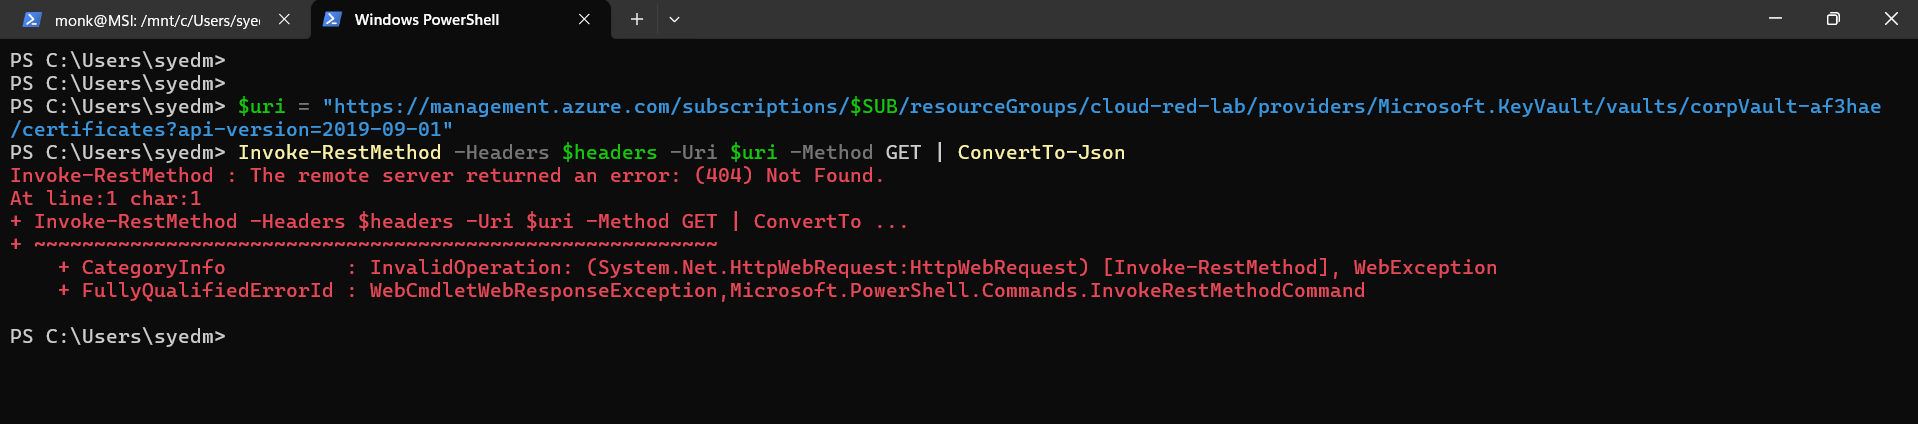 monk@MSI: /mnt/c/Users/sye
Windows PowerShell
PS C:\Users\syedm>
PS C:\Users\syedm>
PS C:\Users\syedm> $uri = "https://management.azure.com/subscriptions/$SUB/resourceGroups/cloud-red-lab/providers/Microsoft.KeyVault/vaults/corpVault-af3hae
/certificates?api-version=2019-09-01"
PS C:\Users\syedm> Invoke-RestMethod -Headers $headers -Uri $uri -Method GET | ConvertTo-Json
Invoke-RestMethod : The remote server returned an error: (404) Not Found.
At line:1 char:1
+ Invoke-RestMethod -Headers $headers -Uri $uri -Method GET | ConvertTo ...
+ ~~~~~~~~~~~~~~~~~~~~~~~~~~~~~~~~~~~~~~~~~~~~~~~~~~~~~~~~~
    + CategoryInfo          : InvalidOperation: (System.Net.HttpWebRequest:HttpWebRequest) [Invoke-RestMethod], WebException
    + FullyQualifiedErrorId : WebCmdletWebResponseException,Microsoft.PowerShell.Commands.InvokeRestMethodCommand
PS C:\Users\syedm>